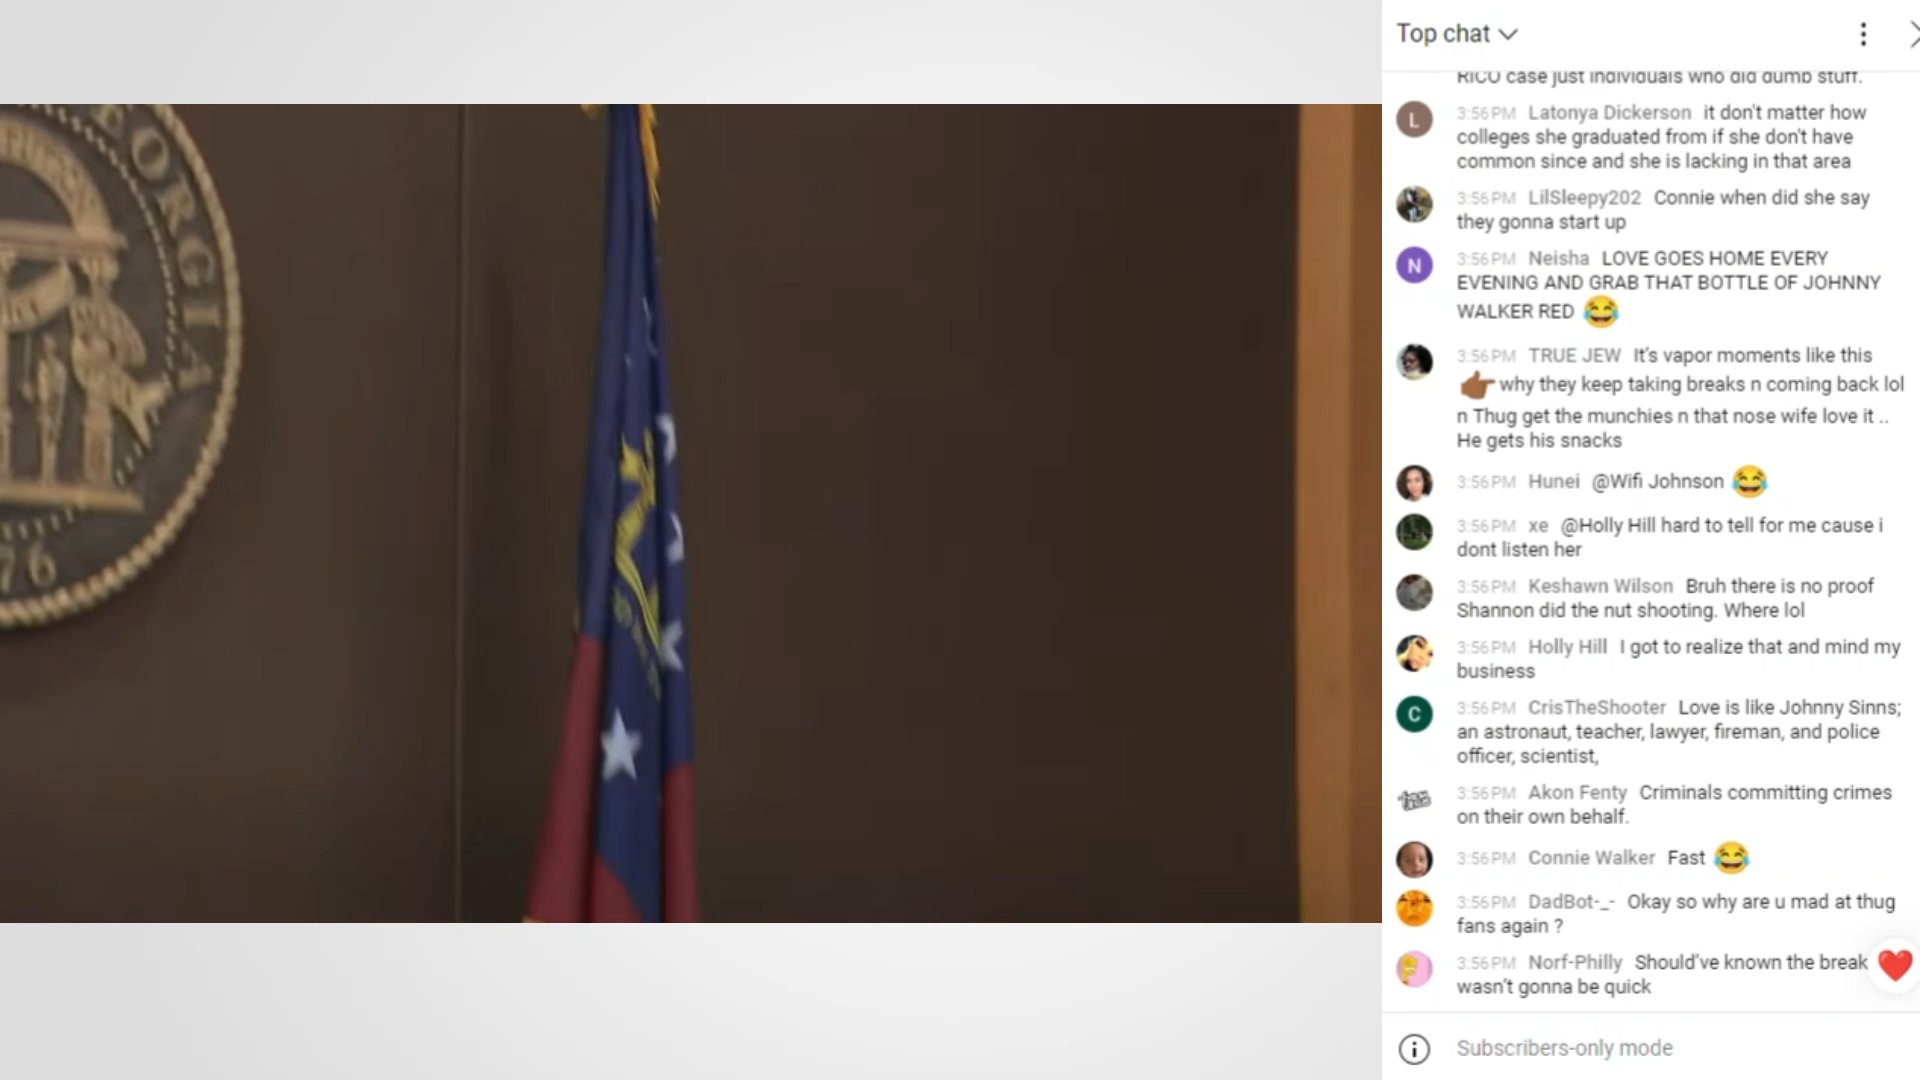 GEORGIA
76
Top chat
RICO case just individuals who did dumb stuff.
L
3:56 PM Latonya Dickerson it don't matter how
colleges she graduated from if she don't have
common since and she is lacking in that area
3:56 PM LilSleepy202 Connie when did she say
they gonna start up
N
3:56 PM Neisha LOVE GOES HOME EVERY
EVENING AND GRAB THAT BOTTLE OF JOHNNY
WALKER RED 😂
3:56 PM TRUE JEW It's vapor moments like this
👉🏾 why they keep taking breaks n coming back lol
n Thug get the munchies n that nose wife love it ..
He gets his snacks
3:56 PM Hunei @Wifi Johnson 😂
3:56 PM xe @Holly Hill hard to tell for me cause i
dont listen her
3:56 PM Keshawn Wilson Bruh there is no proof
Shannon did the nut shooting. Where lol
3:56 PM Holly Hill I got to realize that and mind my
business
C
3:56 PM CrisTheShooter Love is like Johnny Sinns;
an astronaut, teacher, lawyer, fireman, and police
officer, scientist,
3:56 PM Akon Fenty Criminals committing crimes
on their own behalf.
3:56 PM Connie Walker Fast 😂
3:56 PM DadBot-_- Okay so why are u mad at thug
fans again ?
3:56 PM Norf-Philly Should've known the break
wasn't gonna be quick
Subscribers-only mode